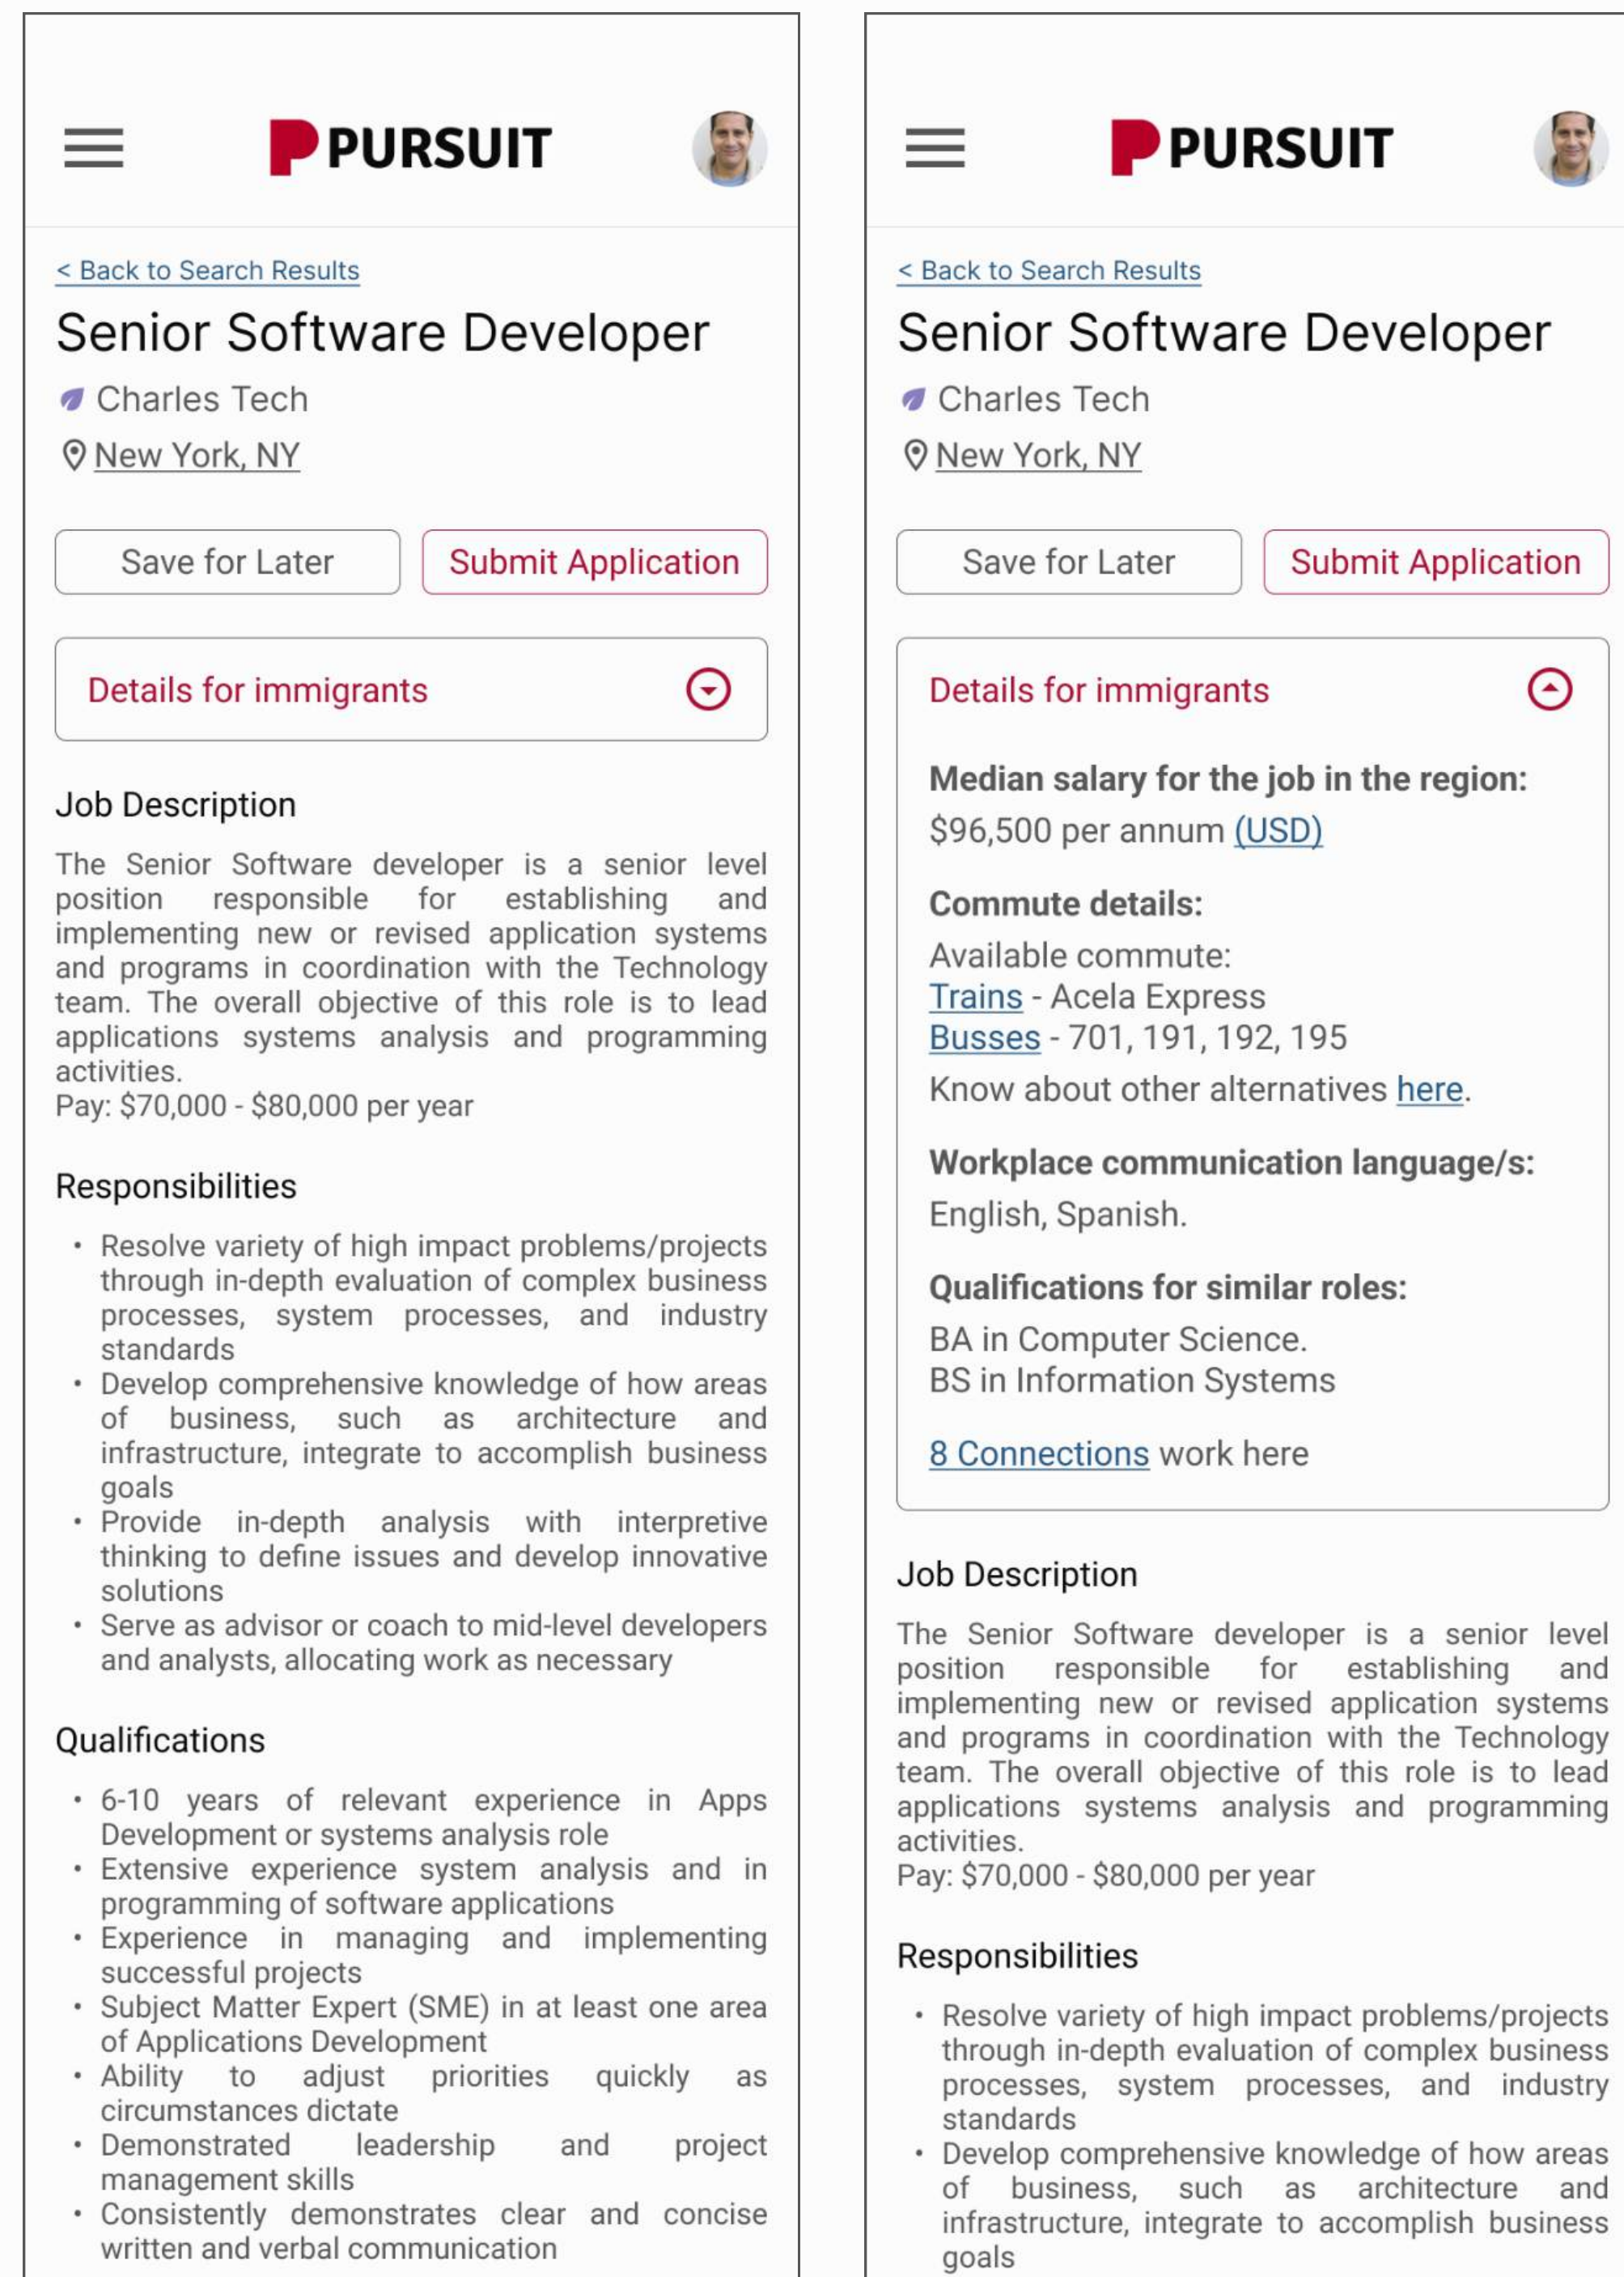 PURSUIT
< Back to Search Results
Senior Software Developer
Charles Tech
New York, NY
Save for Later
Submit Application
Details for immigrants
Job Description
The Senior Software developer is a senior level
position responsible for establishing and
implementing new or revised application systems
and programs in coordination with the Technology
team. The overall objective of this role is to lead
applications systems analysis and programming
activities.
Pay: $70,000 - $80,000 per year
Responsibilities
• Resolve variety of high impact problems/projects
through in-depth evaluation of complex business
processes, system processes, and industry
standards
• Develop comprehensive knowledge of how areas
of business, such as architecture and
infrastructure, integrate to accomplish business
goals
• Provide in-depth analysis with interpretive
thinking to define issues and develop innovative
solutions
• Serve as advisor or coach to mid-level developers
and analysts, allocating work as necessary
Qualifications
• 6-10 years of relevant experience in Apps
Development or systems analysis role
• Extensive experience system analysis and in
programming of software applications
• Experience in managing and implementing
successful projects
• Subject Matter Expert (SME) in at least one area
of Applications Development
• Ability to adjust priorities quickly as
circumstances dictate
• Demonstrated leadership and project
management skills
• Consistently demonstrates clear and concise
written and verbal communication
PURSUIT
< Back to Search Results
Senior Software Developer
Charles Tech
New York, NY
Save for Later
Submit Application
Details for immigrants
Median salary for the job in the region:
$96,500 per annum (USD)
Commute details:
Available commute:
Trains - Acela Express
Busses - 701, 191, 192, 195
Know about other alternatives here.
Workplace communication language/s:
English, Spanish.
Qualifications for similar roles:
BA in Computer Science.
BS in Information Systems
8 Connections work here
Job Description
The Senior Software developer is a senior level
position responsible for establishing and
implementing new or revised application systems
and programs in coordination with the Technology
team. The overall objective of this role is to lead
applications systems analysis and programming
activities.
Pay: $70,000 - $80,000 per year
Responsibilities
• Resolve variety of high impact problems/projects
through in-depth evaluation of complex business
processes, system processes, and industry
standards
• Develop comprehensive knowledge of how areas
of business, such as architecture and
infrastructure, integrate to accomplish business
goals